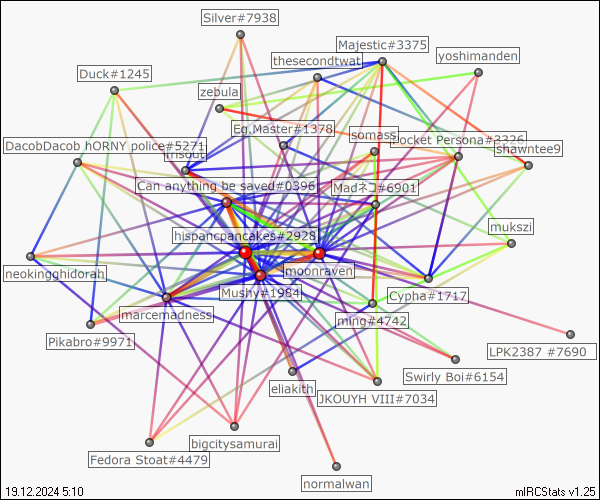 Silver#7938
Majestic#3375
thesecondtwat
yoshimanden
Duck#1245
zebula
Eg.Master#1378
somass
Pocket Persona#3326
DacobDacob hORNY police#5271
shawntee9
Can anything be saved#0396
Madネコ#6901
mukszi
hispancpancakes#2928
moonraven
neokingghidorah
Mushy#1984
Cypha#1717
marcemadness
ming#4742
Pikabro#9971
LPK2387 #7690
Swirly Boi#6154
eliakith
JKOUYH VIII#7034
bigcitysamurai
Fedora Stoat#4479
normalwan
19.12.2024 5:10
mIRCStats v1.25